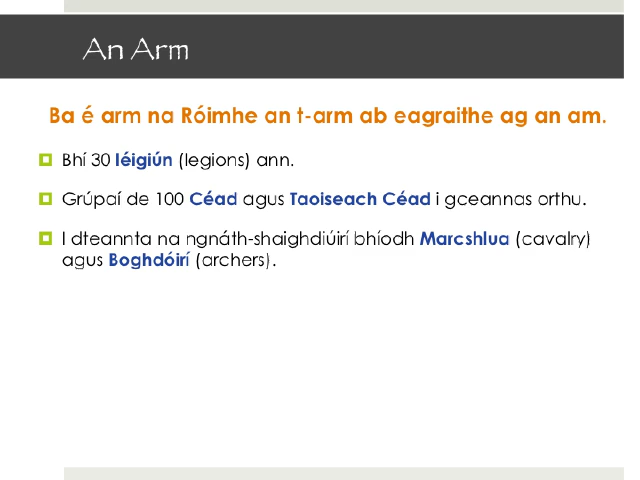 An Arm
Ba é arm na Róimhe an t-arm ab eagraithe ag an am.
Bhí 30 léigiún (legions) ann.
Grúpaí de 100 Céad agus Taoiseach Céad i gceannas orthu.
I dteannta na ngnáth-shaighdiúirí bhíodh Marcshlua (cavalry)
agus Boghdóirí (archers).